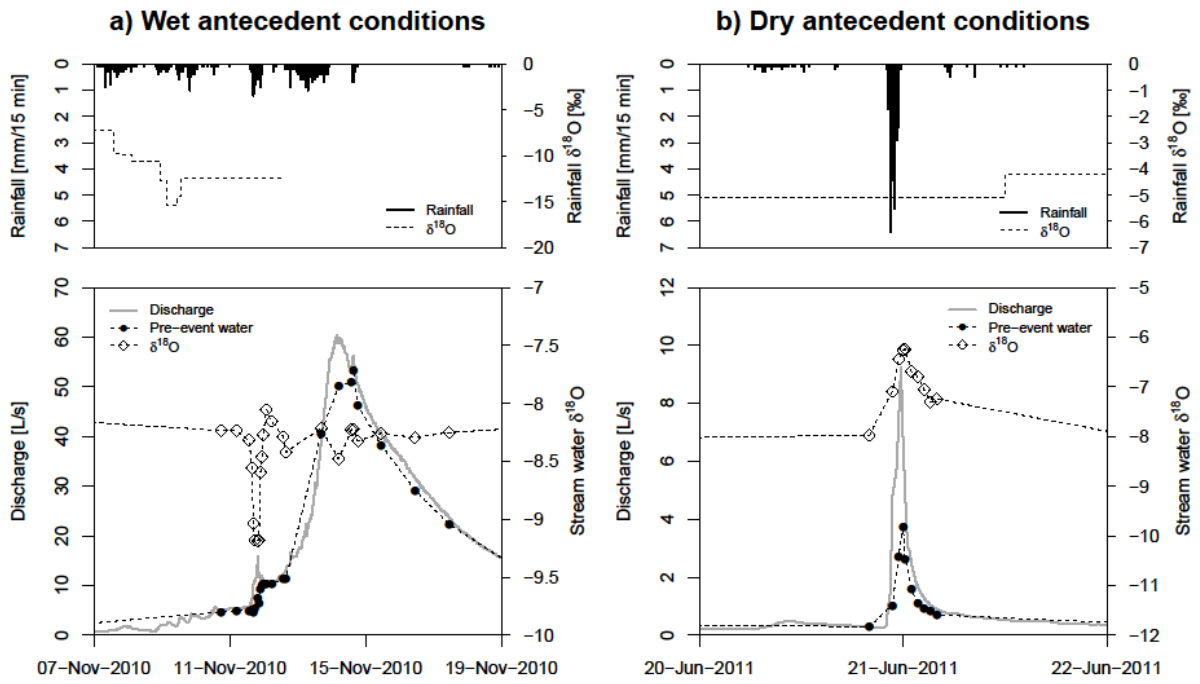 a) Wet antecedent conditions
b) Dry antecedent conditions
Rainfall [mm/15 min]
0
1
2
3
4
5
6
7
Rainfall
δ¹⁸O
0
−5
−10
−15
−20
Rainfall δ¹⁸O [‰]
Rainfall [mm/15 min]
0
1
2
3
4
5
6
7
Rainfall
δ¹⁸O
0
−1
−2
−3
−4
−5
−6
−7
Rainfall δ¹⁸O [‰]
Discharge [L/s]
70
60
50
40
30
20
10
0
Discharge
Pre−event water
δ¹⁸O
−7
−7.5
−8
−8.5
−9
−9.5
−10
Stream water δ¹⁸O
07−Nov−2010
11−Nov−2010
15−Nov−2010
19−Nov−2010
Discharge [L/s]
12
10
8
6
4
2
0
Discharge
Pre−event water
δ¹⁸O
−5
−6
−7
−8
−9
−10
−11
−12
Stream water δ¹⁸O
20−Jun−2011
21−Jun−2011
22−Jun−2011